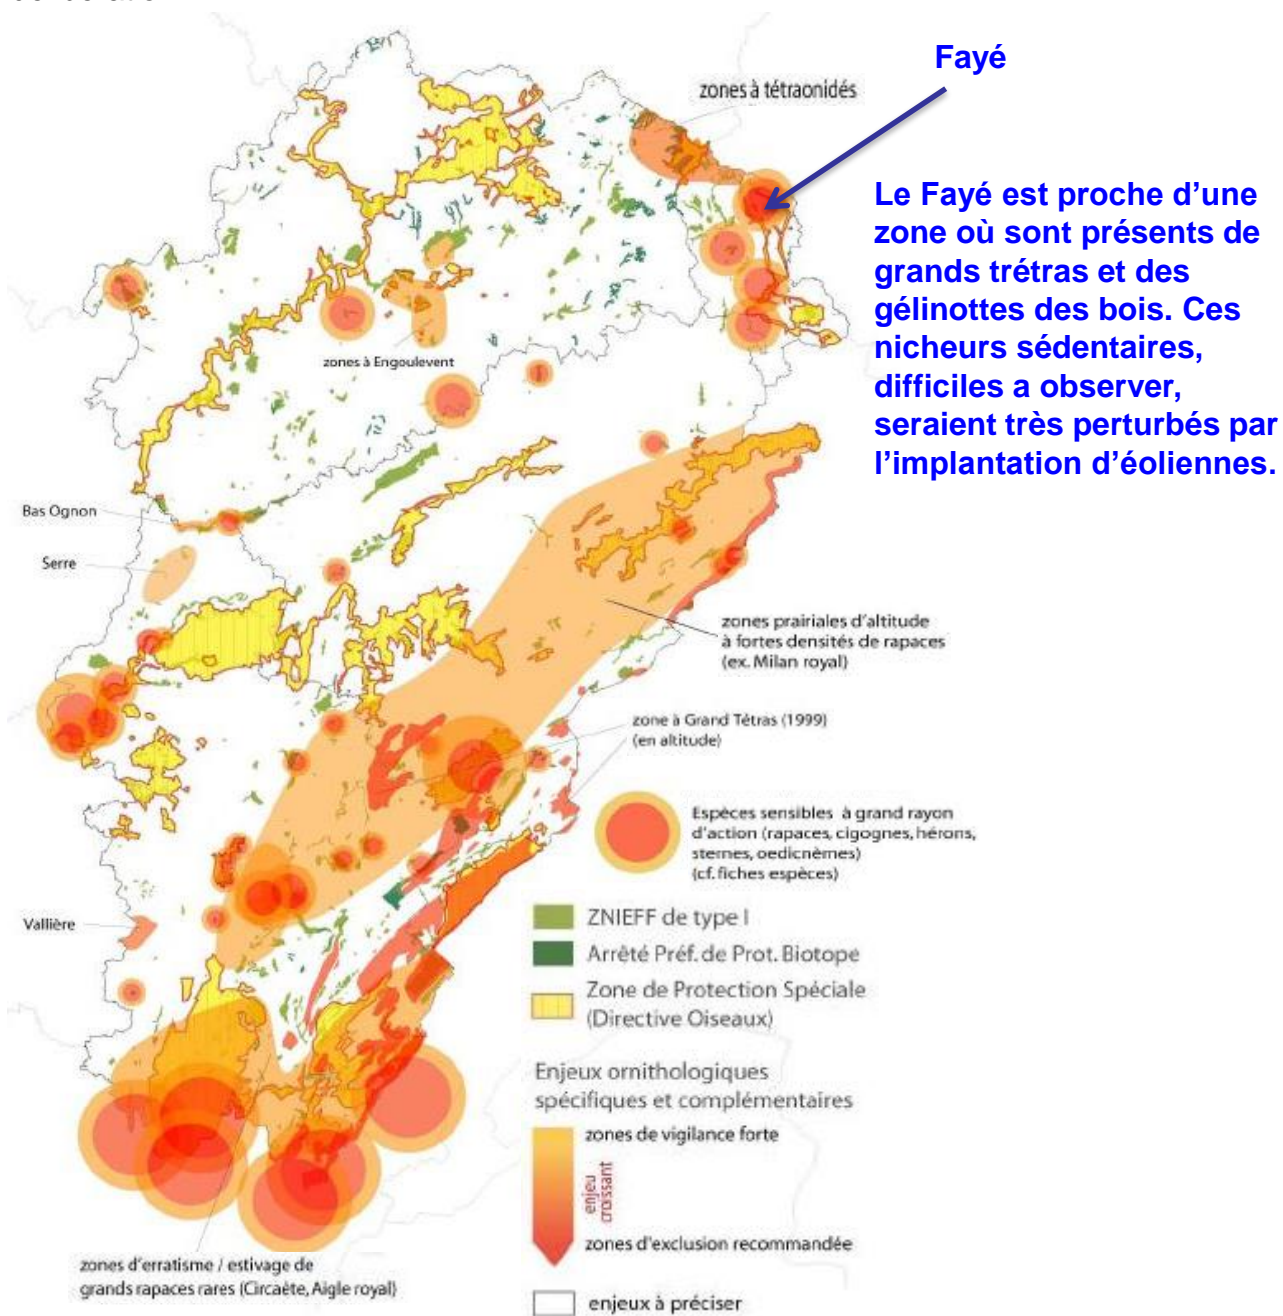 Fayé
zones à tétraonidés
Le Fayé est proche d’une
zone où sont présents de
grands trétras et des
gélinottes des bois. Ces
nicheurs sédentaires,
difficiles a observer,
seraient très perturbés par
l’implantation d’éoliennes.
zones à Engoulevent
Bas Ognon
Serre
zones prairiales d'altitude
à fortes densités de rapaces
(ex. Milan royal)
zone à Grand Tétras (1999)
(en altitude)
Espèces sensibles à grand rayon
d'action (rapaces, cigognes, hérons,
sternes, oedicnèmes)
(cf. fiches espèces)
Vallière
ZNIEFF de type I
Arrêté Préf. de Prot. Biotope
Zone de Protection Spéciale
(Directive Oiseaux)
Enjeux ornithologiques
spécifiques et complémentaires
zones de vigilance forte
enjeu
croissant
zones d'exclusion recommandée
zones d'erratisme / estivage de
grands rapaces rares (Circaète, Aigle royal)
enjeux à préciser